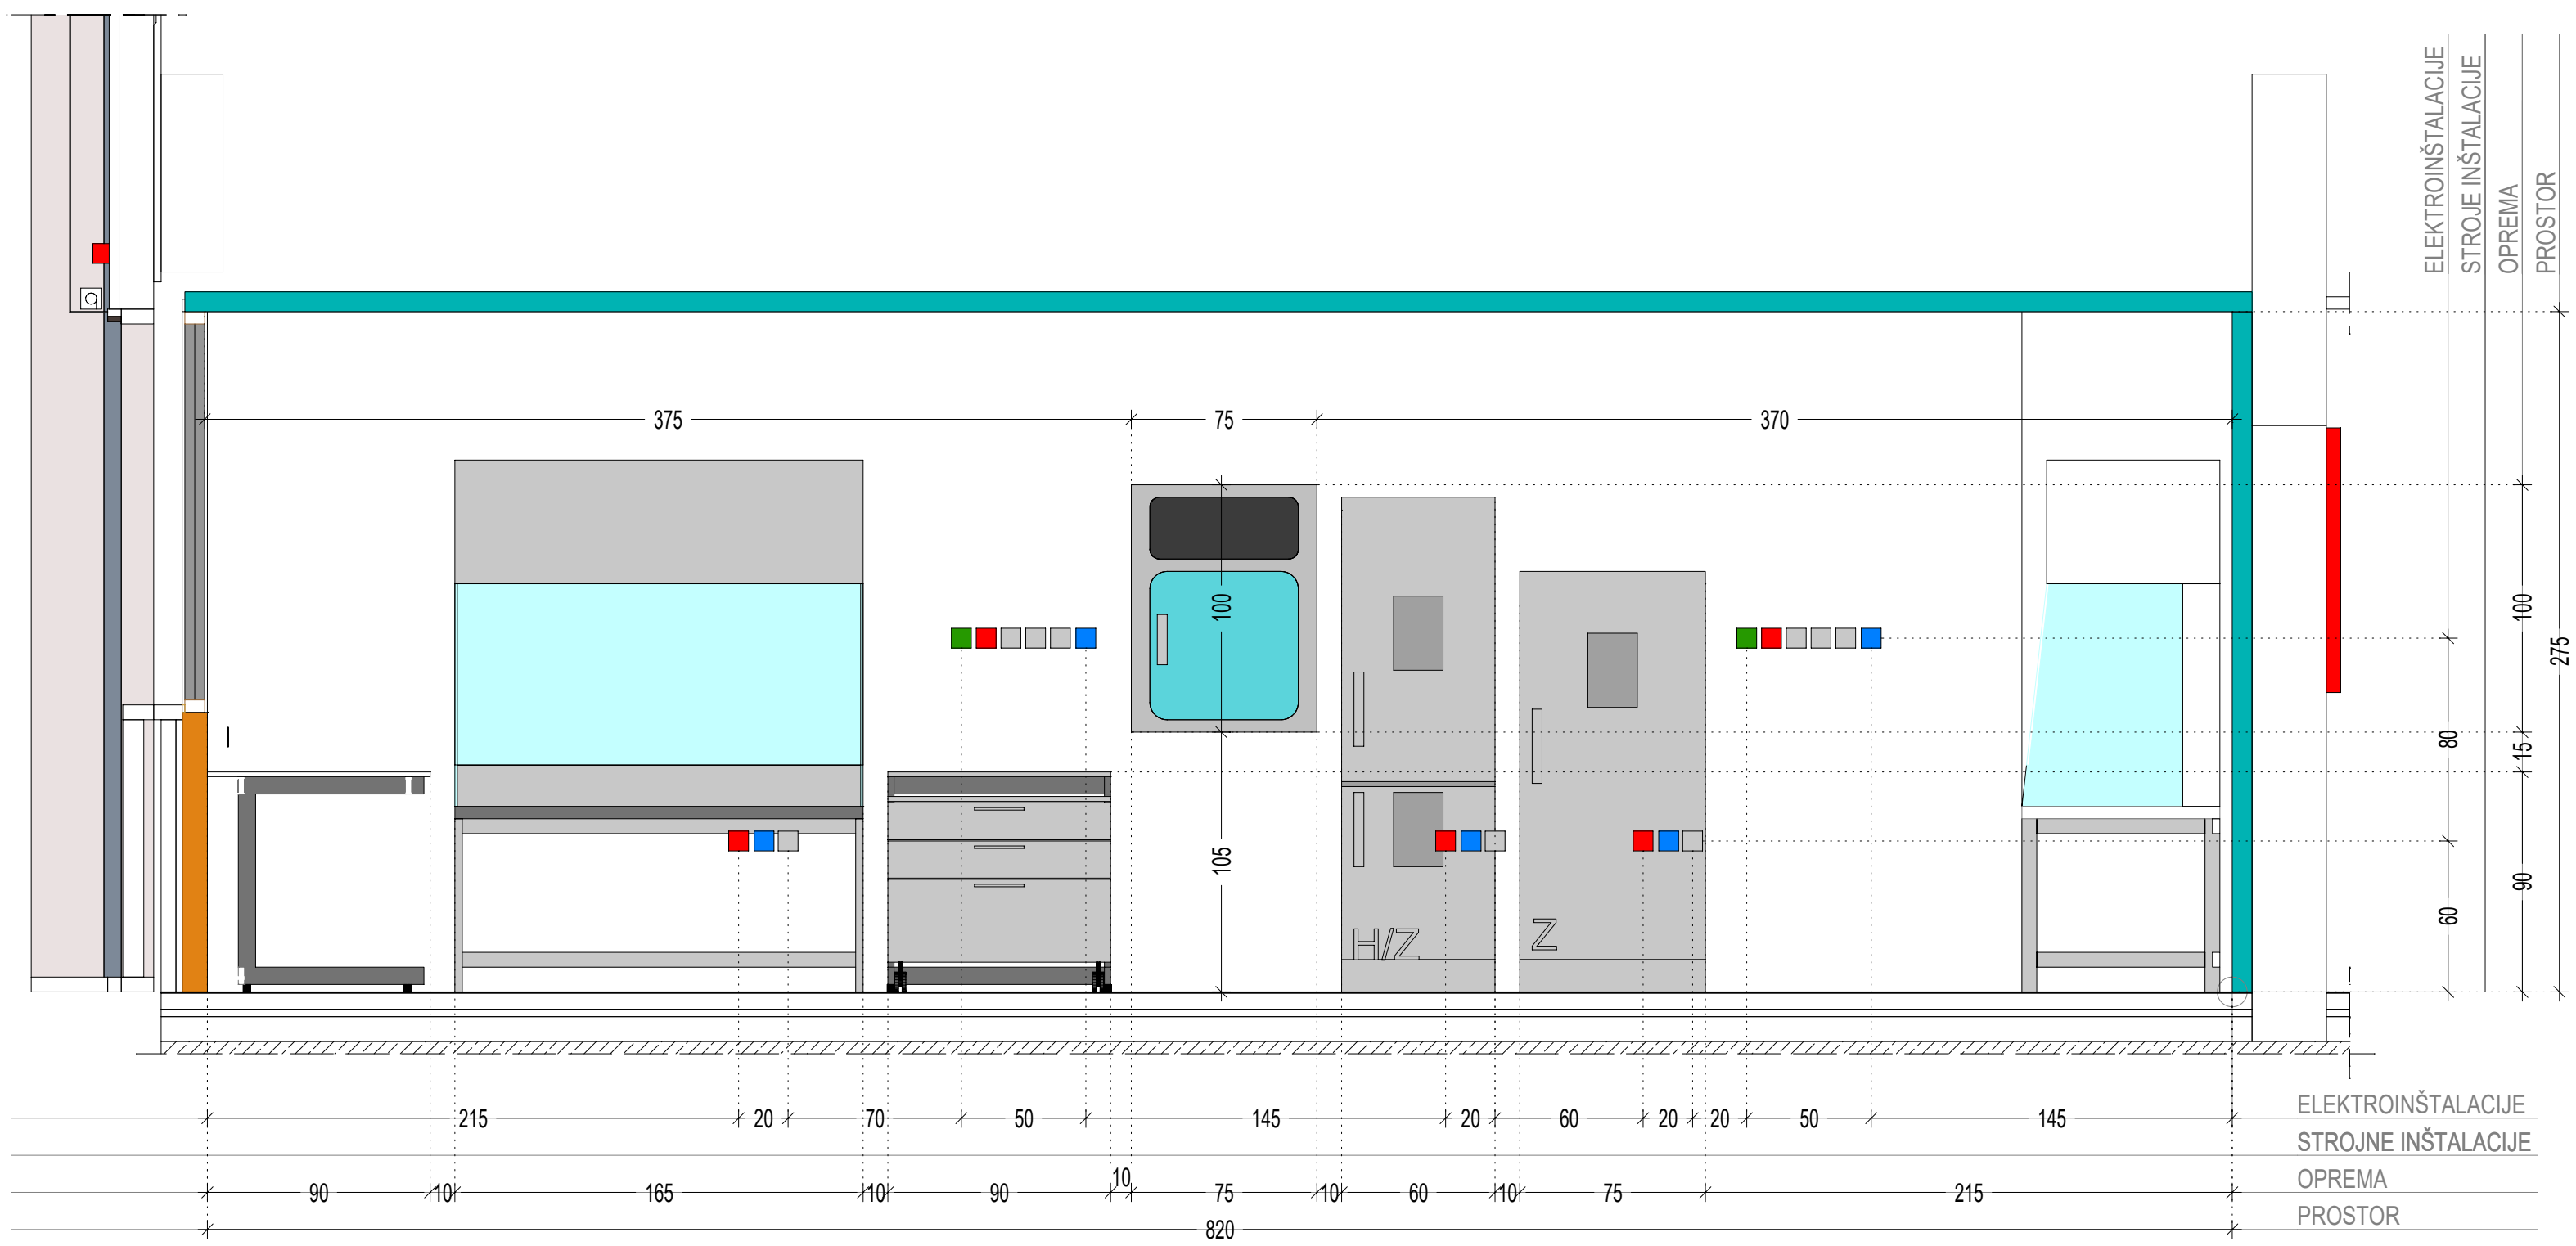 ELEKTROINŠTALACIJE
STROJE INŠTALACIJE
OPREMA
PROSTOR
q
375 75 370
100
105
H/Z
Z
100
15
90
80
60
275
215 20 70 50 145 20 60 20 20 50 145
ELEKTROINŠTALACIJE
STROJNE INŠTALACIJE
90 10 165 10 90 10 75 10 60 10 75 215
OPREMA
820
PROSTOR